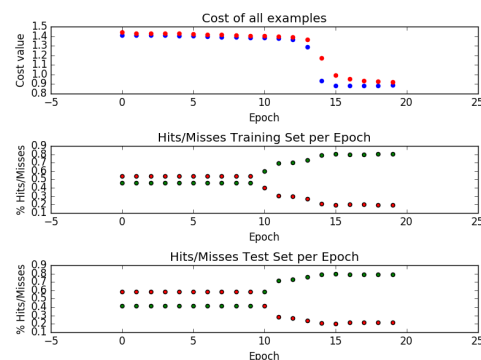 Cost of all examples
1.5
1.4
1.3
1.2
1.1
1.0
0.9
0.8
Cost value
−5 0 5 10 15 20 25
Epoch
Hits/Misses Training Set per Epoch
0.9
0.8
0.7
0.6
0.5
0.4
0.3
0.2
0.1
% Hits/Misses
−5 0 5 10 15 20 25
Epoch
Hits/Misses Test Set per Epoch
0.9
0.8
0.7
0.6
0.5
0.4
0.3
0.2
0.1
% Hits/Misses
−5 0 5 10 15 20 25
Epoch